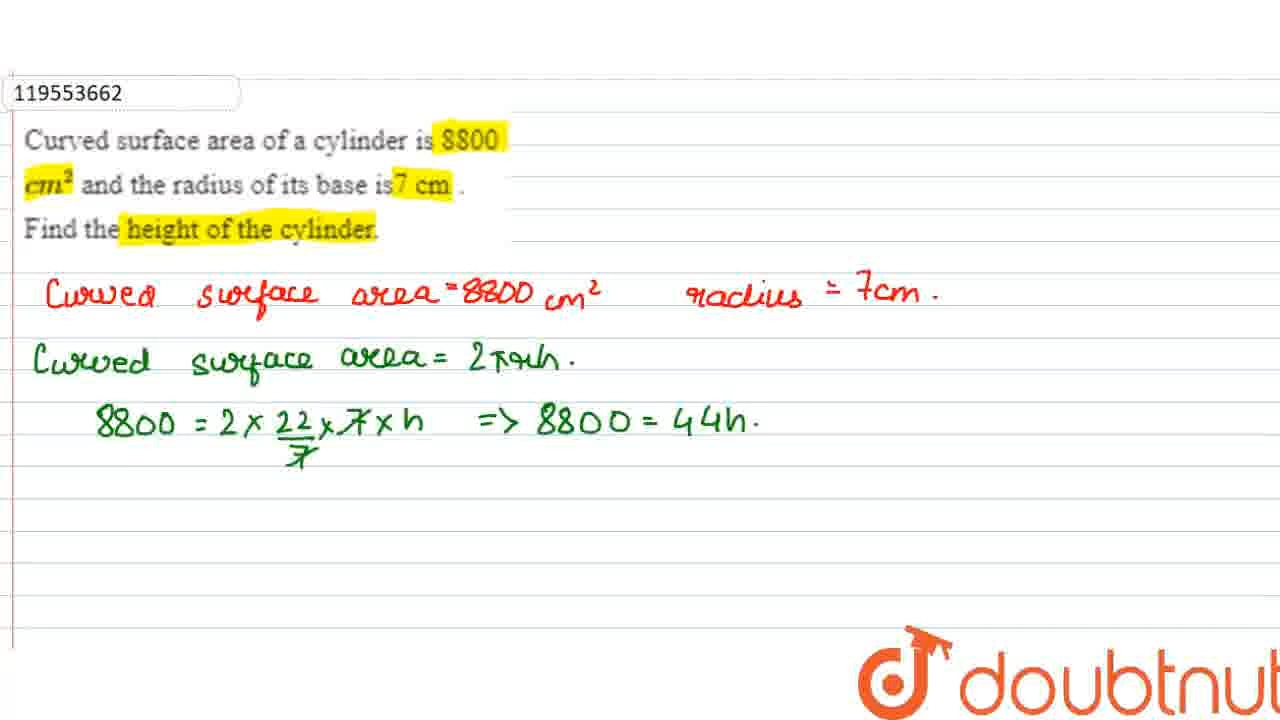 119553662
Curved surface area of a cylinder is 8800
cm² and the radius of its base is 7 cm .
Find the height of the cylinder.
Curved surface area = 8800 cm² radius = 7cm .
Curved surface area = 2πrh .
8800 = 2 × 22/7 × 7 × h => 8800 = 44h .
doubtnut